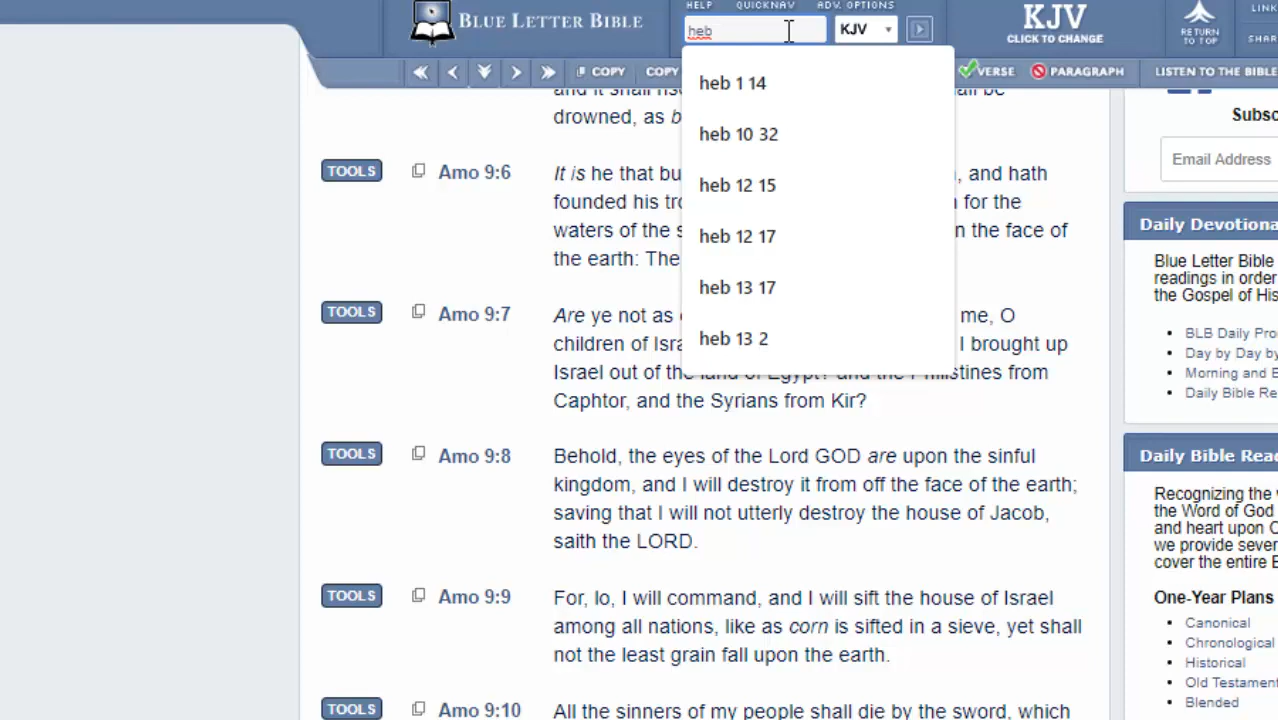 HELP QUICKNAV ADV. OPTIONS
BLUE LETTER BIBLE
heb
KJV
KJV
CLICK TO CHANGE
RETURN
TO TOP
LINK
SHAR
COPY
COPY
VERSE
PARAGRAPH
LISTEN TO THE BIBLE
heb 1 14
heb 10 32
heb 12 15
heb 12 17
heb 13 17
heb 13 2
drowned, as
TOOLS
Amo 9:6
It is he that , and hath
founded his for the
waters of the n the face of
the earth: The
TOOLS
Amo 9:7
Are ye not as me, O
children of I brought up
Israel out of the land of Egypt? and the Philistines from
Caphtor, and the Syrians from Kir?
TOOLS
Amo 9:8
Behold, the eyes of the Lord GOD are upon the sinful
kingdom, and I will destroy it from off the face of the earth;
saving that I will not utterly destroy the house of Jacob,
saith the LORD.
TOOLS
Amo 9:9
For, lo, I will command, and I will sift the house of Israel
among all nations, like as corn is sifted in a sieve, yet shall
not the least grain fall upon the earth.
TOOLS
Amo 9:10
All the sinners of my people shall die by the sword, which
Subsc
Email Address
Daily Devotiona
Blue Letter Bible
readings in order
the Gospel of His
BLB Daily Pro
Day by Day by
Morning and E
Daily Bible Re
Daily Bible Read
Recognizing the
the Word of God
and heart upon
we provide sever
cover the entire
One-Year Plans
Canonical
Chronological
Historical
Old Testament
Blended